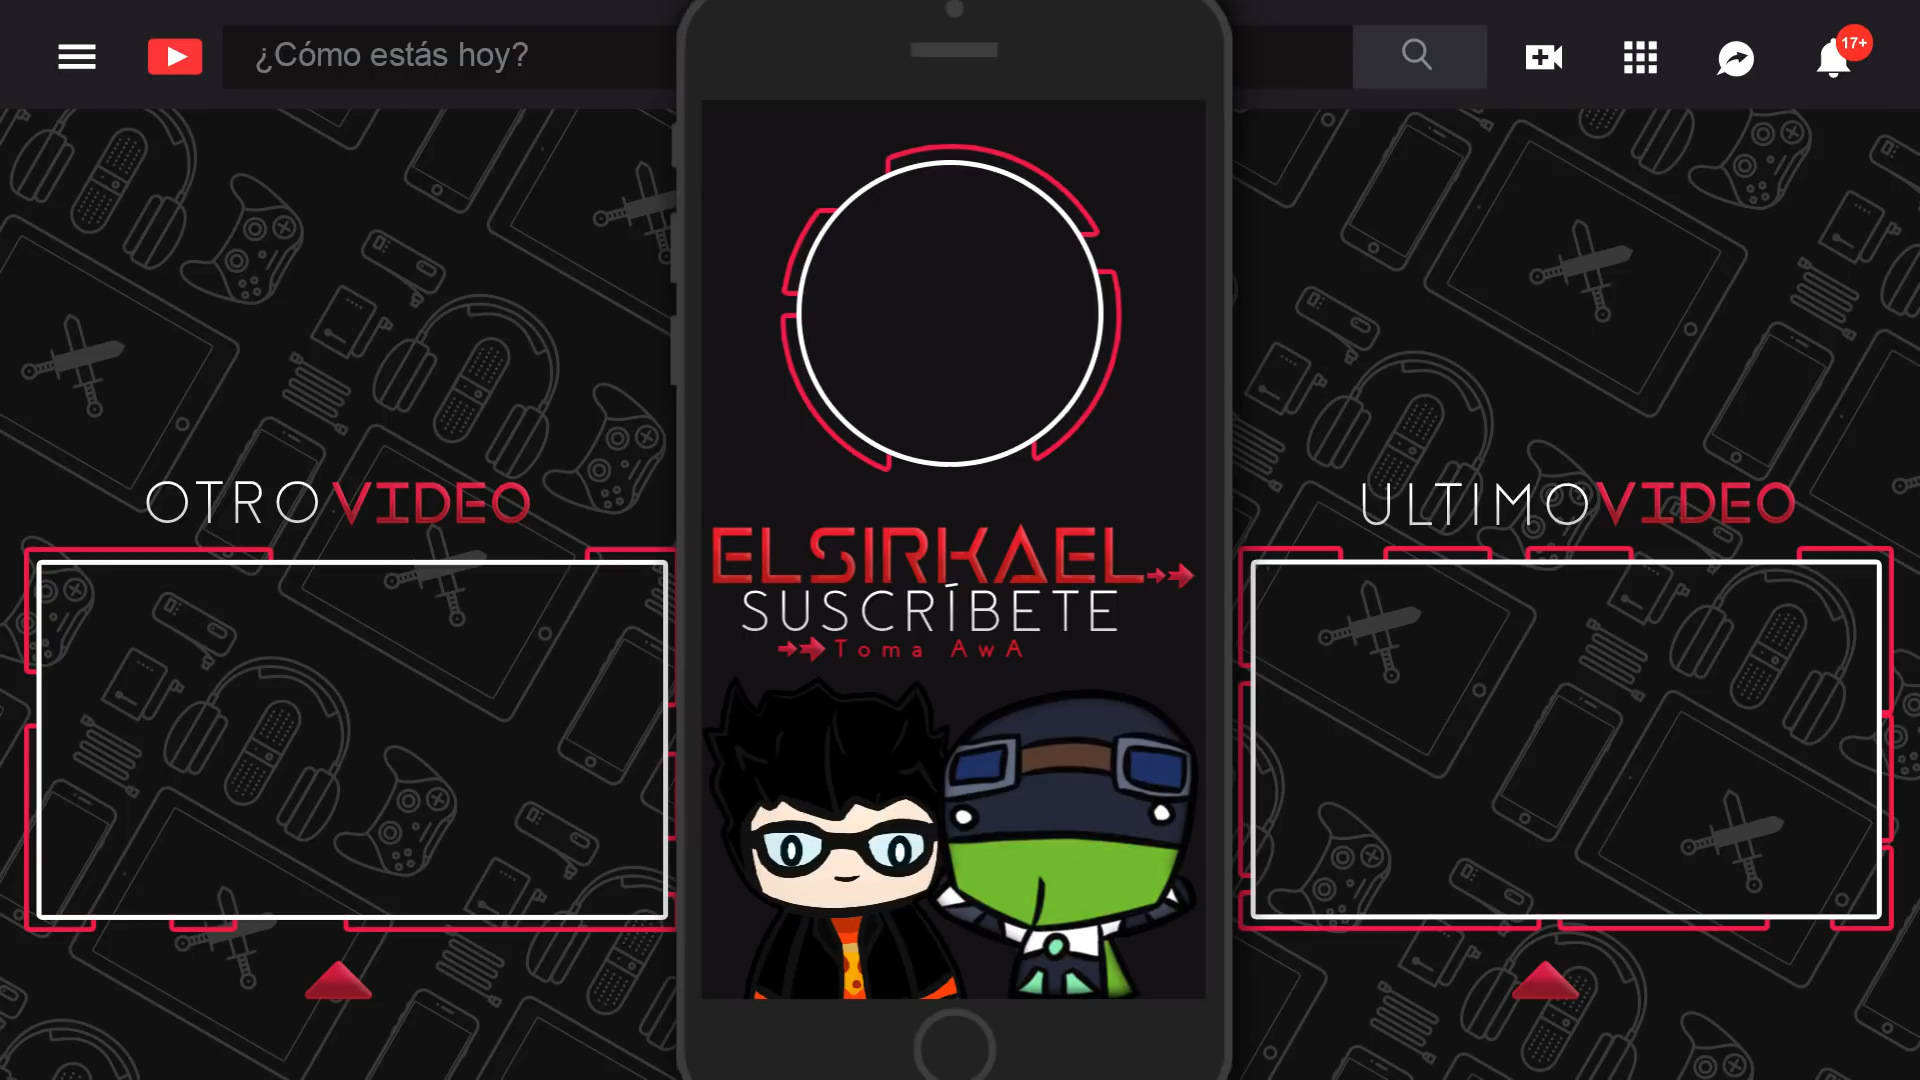 ¿Cómo estás hoy?
17+
OTRO VIDEO
ULTIMO VIDEO
ELSIRKAEL
SUSCRÍBETE
Toma AwA